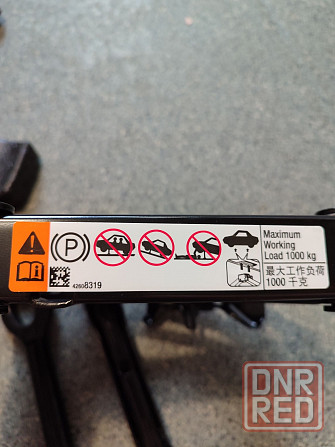 P
42608319
Maximum
Working
Load 1000 kg
最大工作负荷
1000 千克
DNR
RED